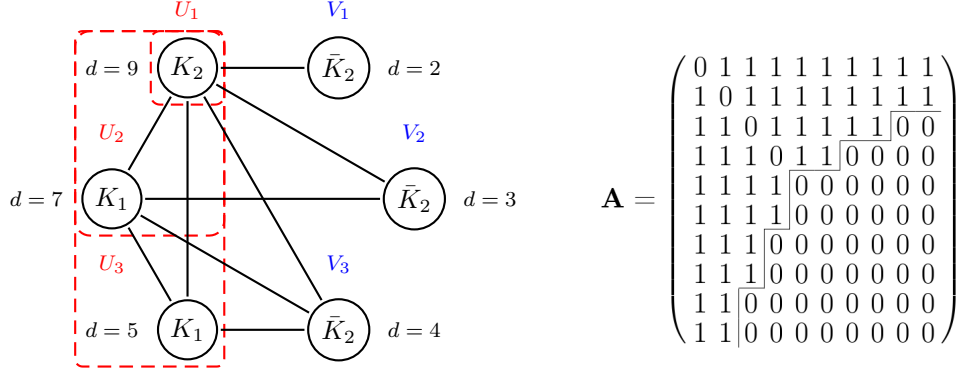 U₁ V₁
d = 9 K₂ K̄₂ d = 2
U₂ V₂
d = 7 K₁ K̄₂ d = 3
U₃ V₃
d = 5 K₁ K̄₂ d = 4
A =
0 1 1 1 1 1 1 1 1 1
1 0 1 1 1 1 1 1 1 1
1 1 0 1 1 1 1 1 0 0
1 1 1 0 1 1 0 0 0 0
1 1 1 1 0 0 0 0 0 0
1 1 1 1 0 0 0 0 0 0
1 1 1 0 0 0 0 0 0 0
1 1 1 0 0 0 0 0 0 0
1 1 0 0 0 0 0 0 0 0
1 1 0 0 0 0 0 0 0 0